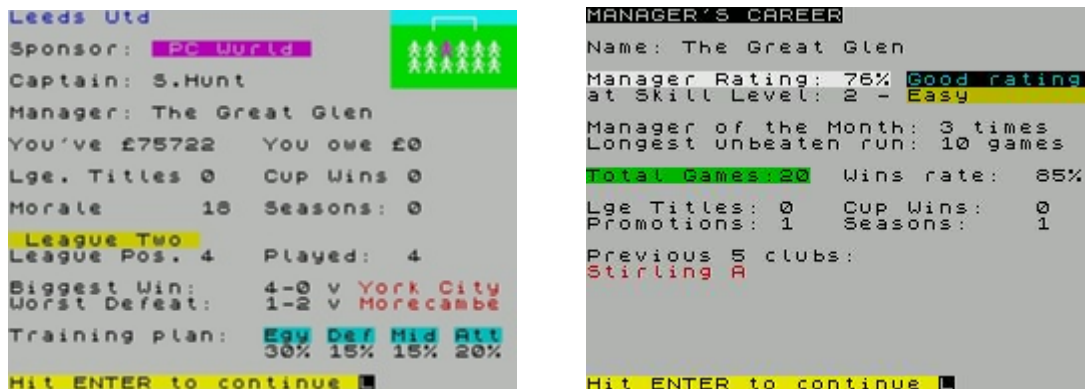 Leeds Utd
Sponsor: PC Wurld
Captain: S.Hunt
Manager: The Great Glen
You've £75722 You owe £0
Lge. Titles 0 Cup Wins 0
Morale 18 Seasons: 0
League Two
League Pos. 4 Played: 4
Biggest Win: 4-0 v York City
Worst Defeat: 1-2 v Morecambe
Training plan: Egy Def Mid Att
30% 15% 15% 20%
Hit ENTER to continue L
MANAGER'S CAREER
Name: The Great Glen
Manager Rating: 76% Good rating
at Skill Level: 2 - Easy
Manager of the Month: 3 times
Longest unbeaten run: 10 games
Total Games:20 Wins rate: 85%
Lge Titles: 0 Cup Wins: 0
Promotions: 1 Seasons: 1
Previous 5 clubs:
Stirling A
Hit ENTER to continue L